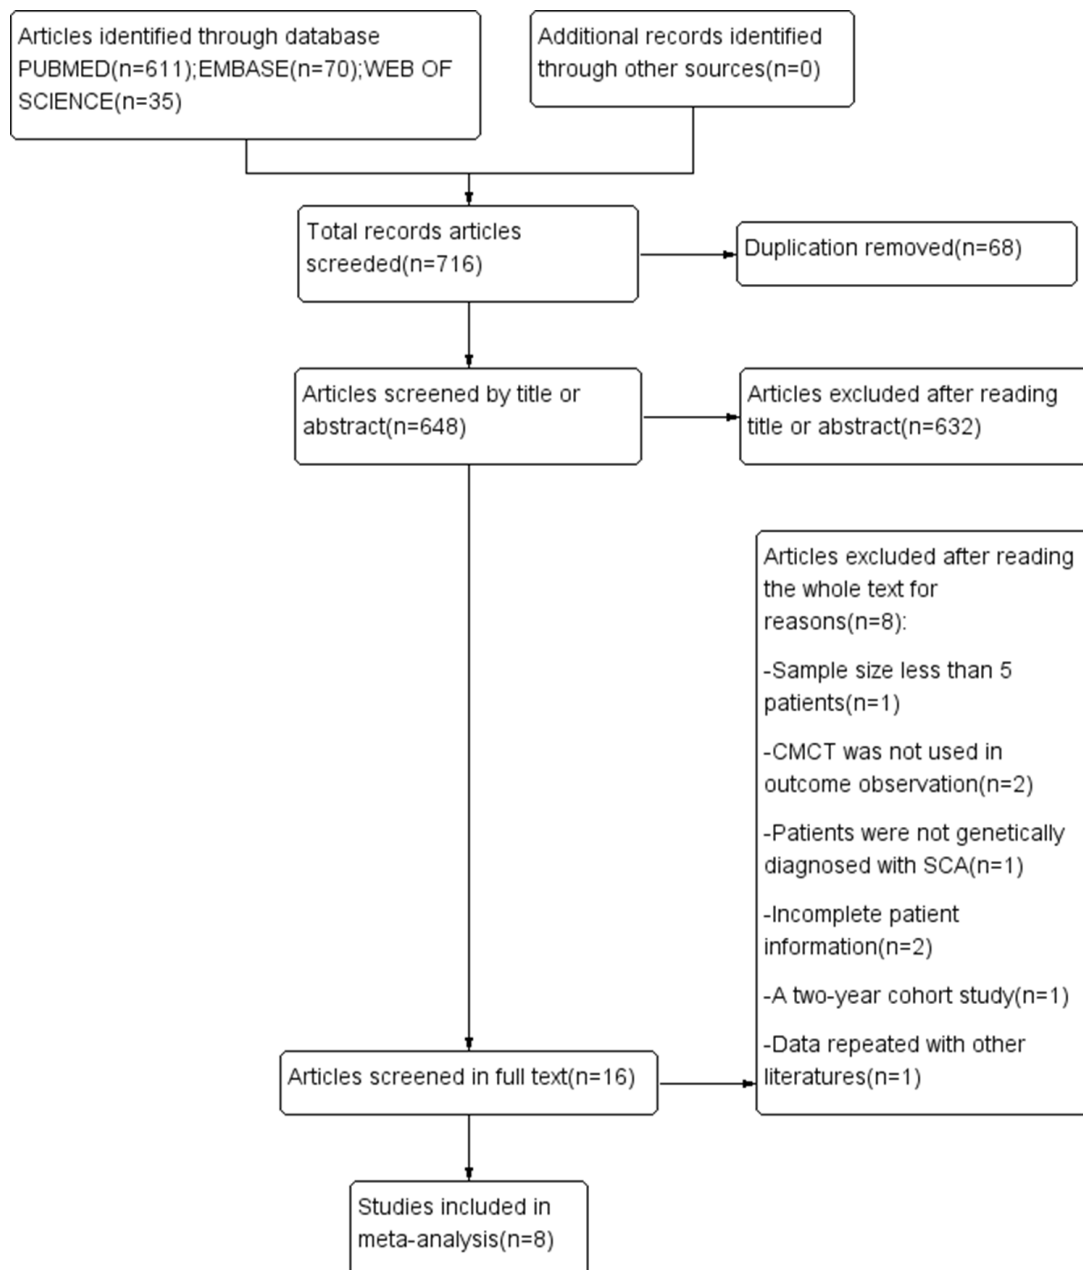 Articles identified through database
PUBMED(n=611);EMBASE(n=70);WEB OF
SCIENCE(n=35)
Additional records identified
through other sources(n=0)
Total records articles
screeded(n=716)
Duplication removed(n=68)
Articles screened by title or
abstract(n=648)
Articles excluded after reading
title or abstract(n=632)
Articles excluded after reading
the whole text for
reasons(n=8):
-Sample size less than 5
patients(n=1)
-CMCT was not used in
outcome observation(n=2)
-Patients were not genetically
diagnosed with SCA(n=1)
-Incomplete patient
information(n=2)
-A two-year cohort study(n=1)
-Data repeated with other
literatures(n=1)
Articles screened in full text(n=16)
Studies included in
meta-analysis(n=8)